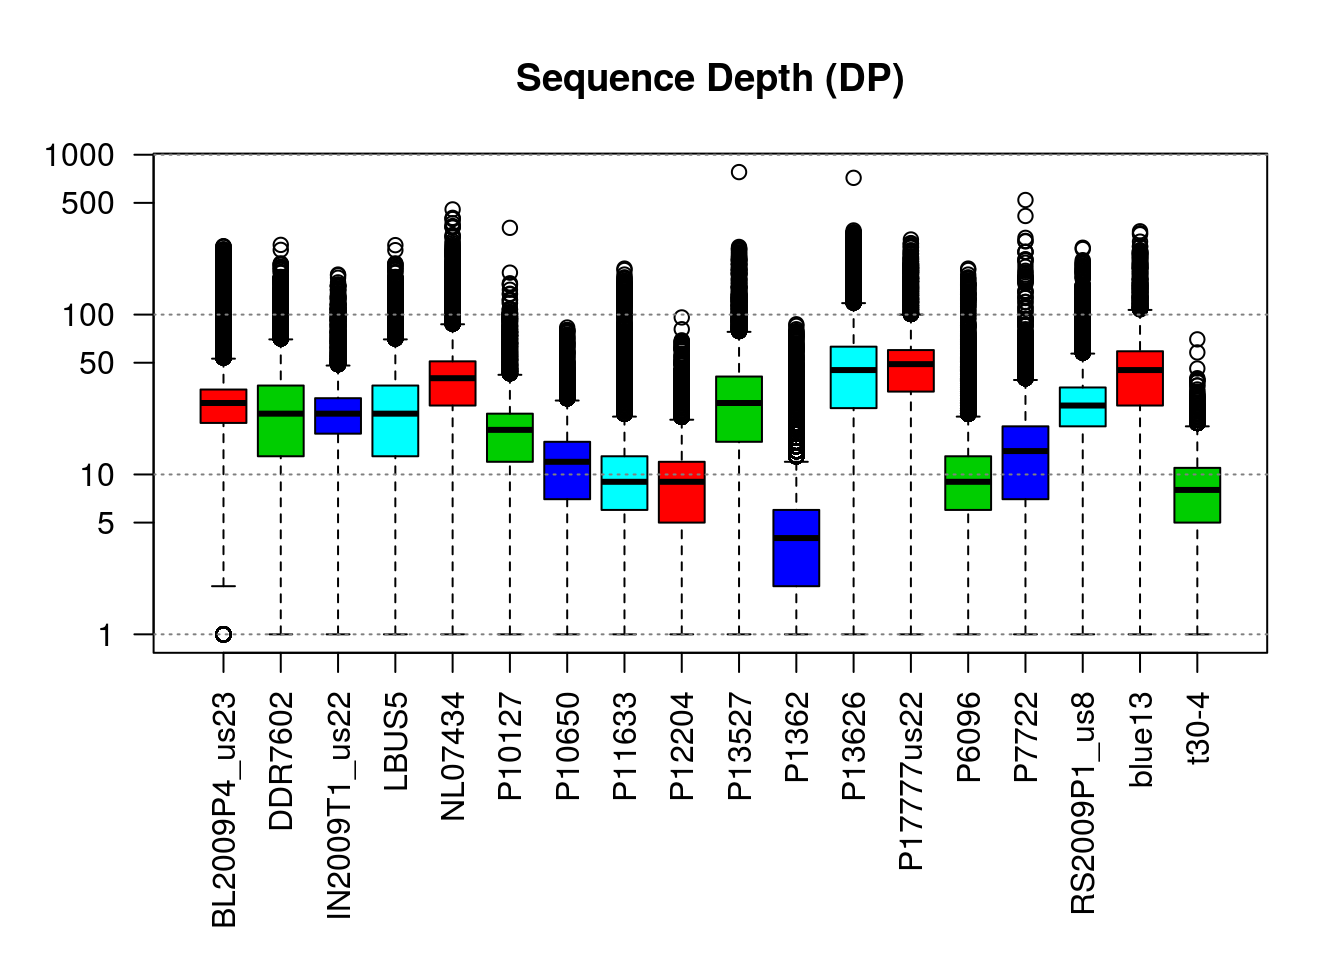 Sequence Depth (DP)
1000
500
100
50
10
5
1
BL2009P4_us23
DDR7602
IN2009T1_us22
LBUS5
NL07434
P10127
P10650
P11633
P12204
P13527
P1362
P13626
P17777us22
P6096
P7722
RS2009P1_us8
blue13
t30-4